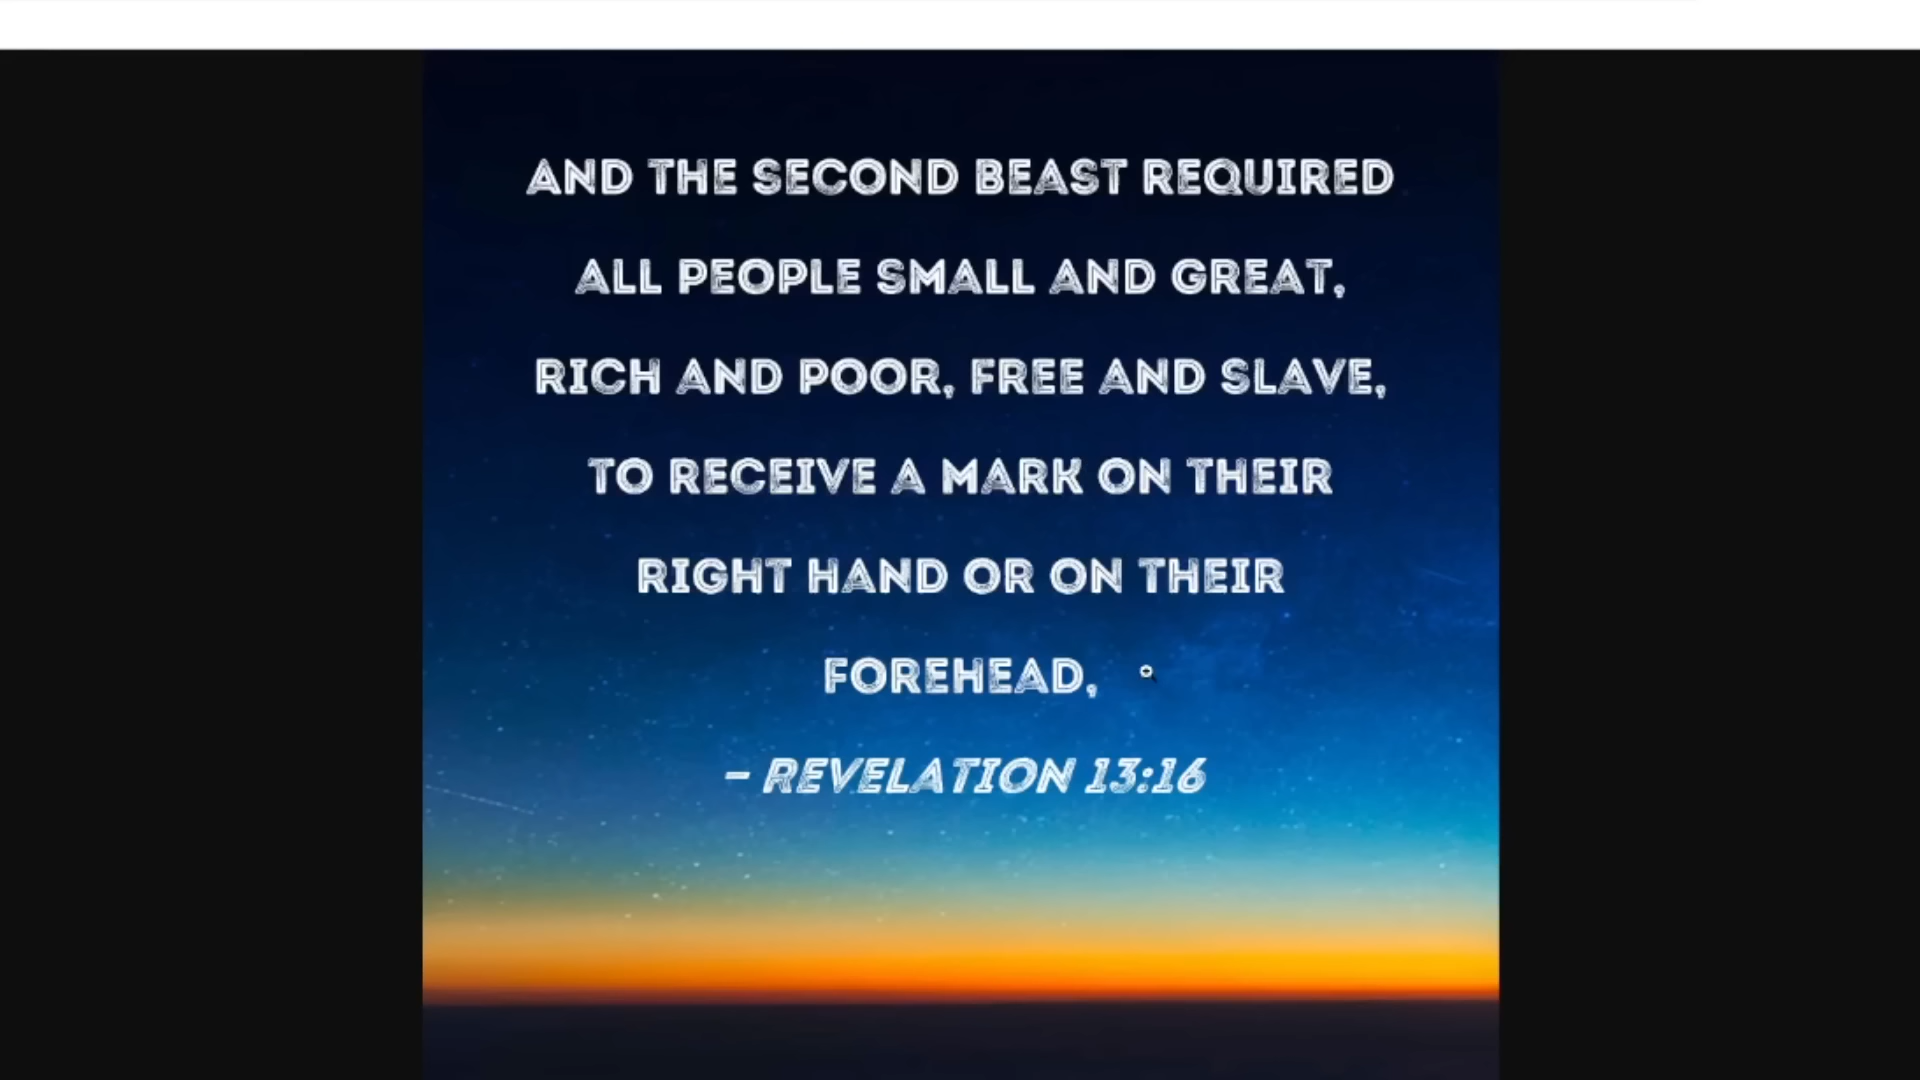 AND THE SECOND BEAST REQUIRED
ALL PEOPLE SMALL AND GREAT,
RICH AND POOR, FREE AND SLAVE,
TO RECEIVE A MARK ON THEIR
RIGHT HAND OR ON THEIR
FOREHEAD,
– REVELATION 13:16